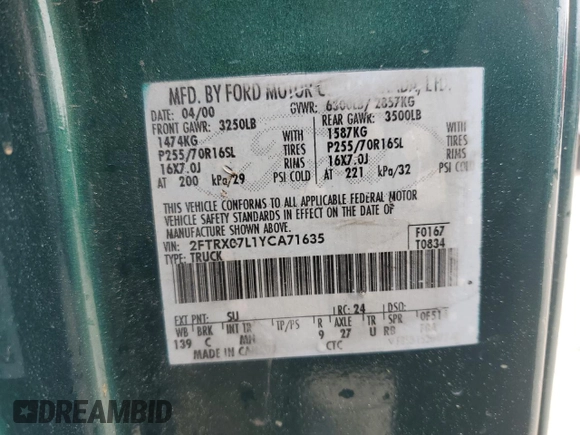 MFD. BY FORD MOTOR C LTD.
DATE: 04/00 GVWR: 6300LB/ 2857KG
FRONT GAWR: 3250LB REAR GAWR: 3500LB
1474KG WITH 1587KG WITH
P255/70R16SL TIRES P255/70R16SL TIRES
16X7.0J RIMS 16X7.0J RIMS
AT 200 kPa/29 PSI COLD AT 221 kPa/32 PSI COLD
THIS VEHICLE CONFORMS TO ALL APPLICABLE FEDERAL MOTOR
VEHICLE SAFETY STANDARDS IN EFFECT ON THE DATE OF
MANUFACTURE SHOWN ABOVE.
VIN: 2FTRX07L1YCA71635 F0167
TYPE: TRUCK T0834
EXT PNT: SU RC: 24 DSO:
WB BRK INT TR TP/PS R AXLE TR SPR
139 C MH 9 27 U RB
MADE IN CTC
DREAMBID